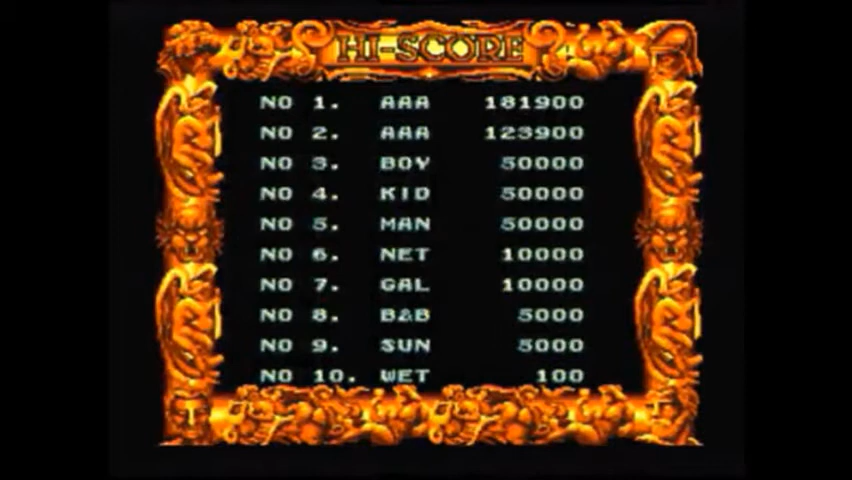 HI-SCORE
NO 1. AAA 181900
NO 2. AAA 123900
NO 3. BOY 50000
NO 4. KID 50000
NO 5. MAN 50000
NO 6. NET 10000
NO 7. GAL 10000
NO 8. B&B 5000
NO 9. SUN 5000
NO 10. WET 100